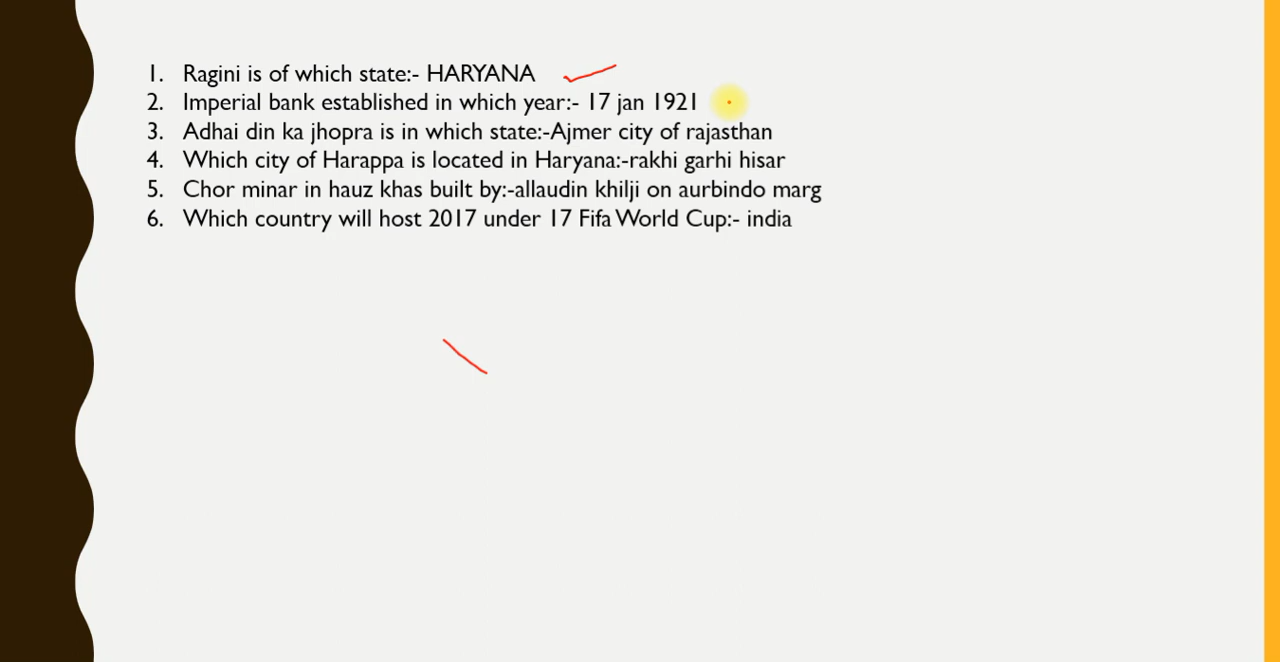 1. Ragini is of which state:- HARYANA
2. Imperial bank established in which year:- 17 jan 1921
3. Adhai din ka jhopra is in which state:-Ajmer city of rajasthan
4. Which city of Harappa is located in Haryana:-rakhi garhi hisar
5. Chor minar in hauz khas built by:-allaudin khilji on aurbindo marg
6. Which country will host 2017 under 17 Fifa World Cup:- india